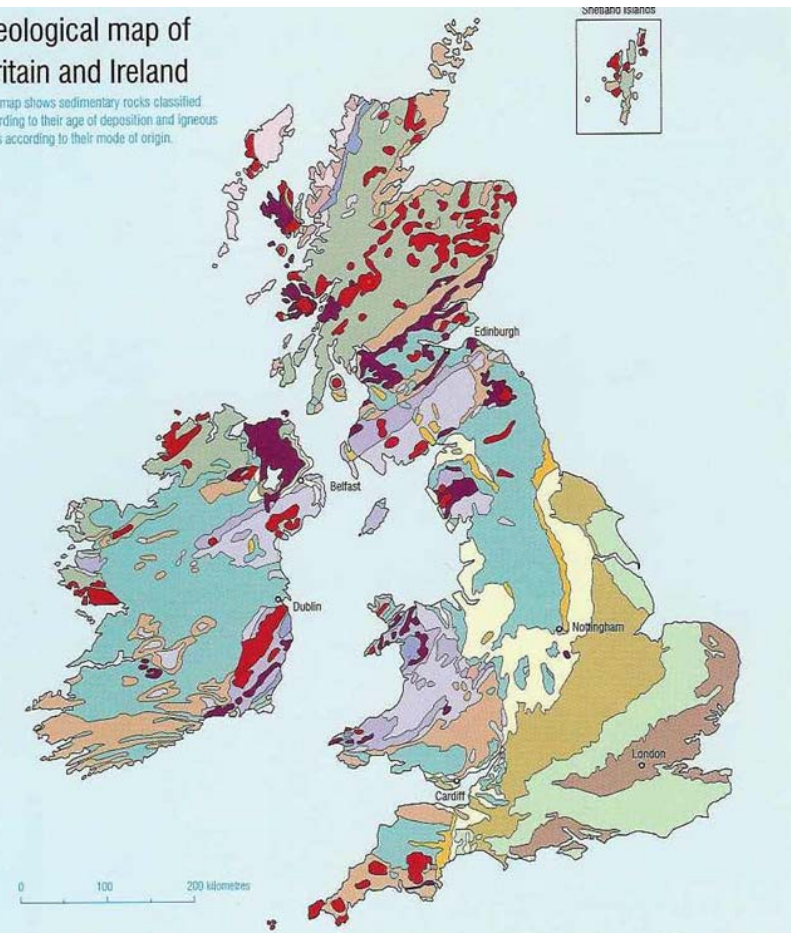 eological map of
ritain and Ireland
map shows sedimentary rocks classified
rding to their age of deposition and igneous
s according to their mode of origin.
Shetland Islands
Edinburgh
Belfast
Dublin
Nottingham
London
Cardiff
0 100 200 kilometres